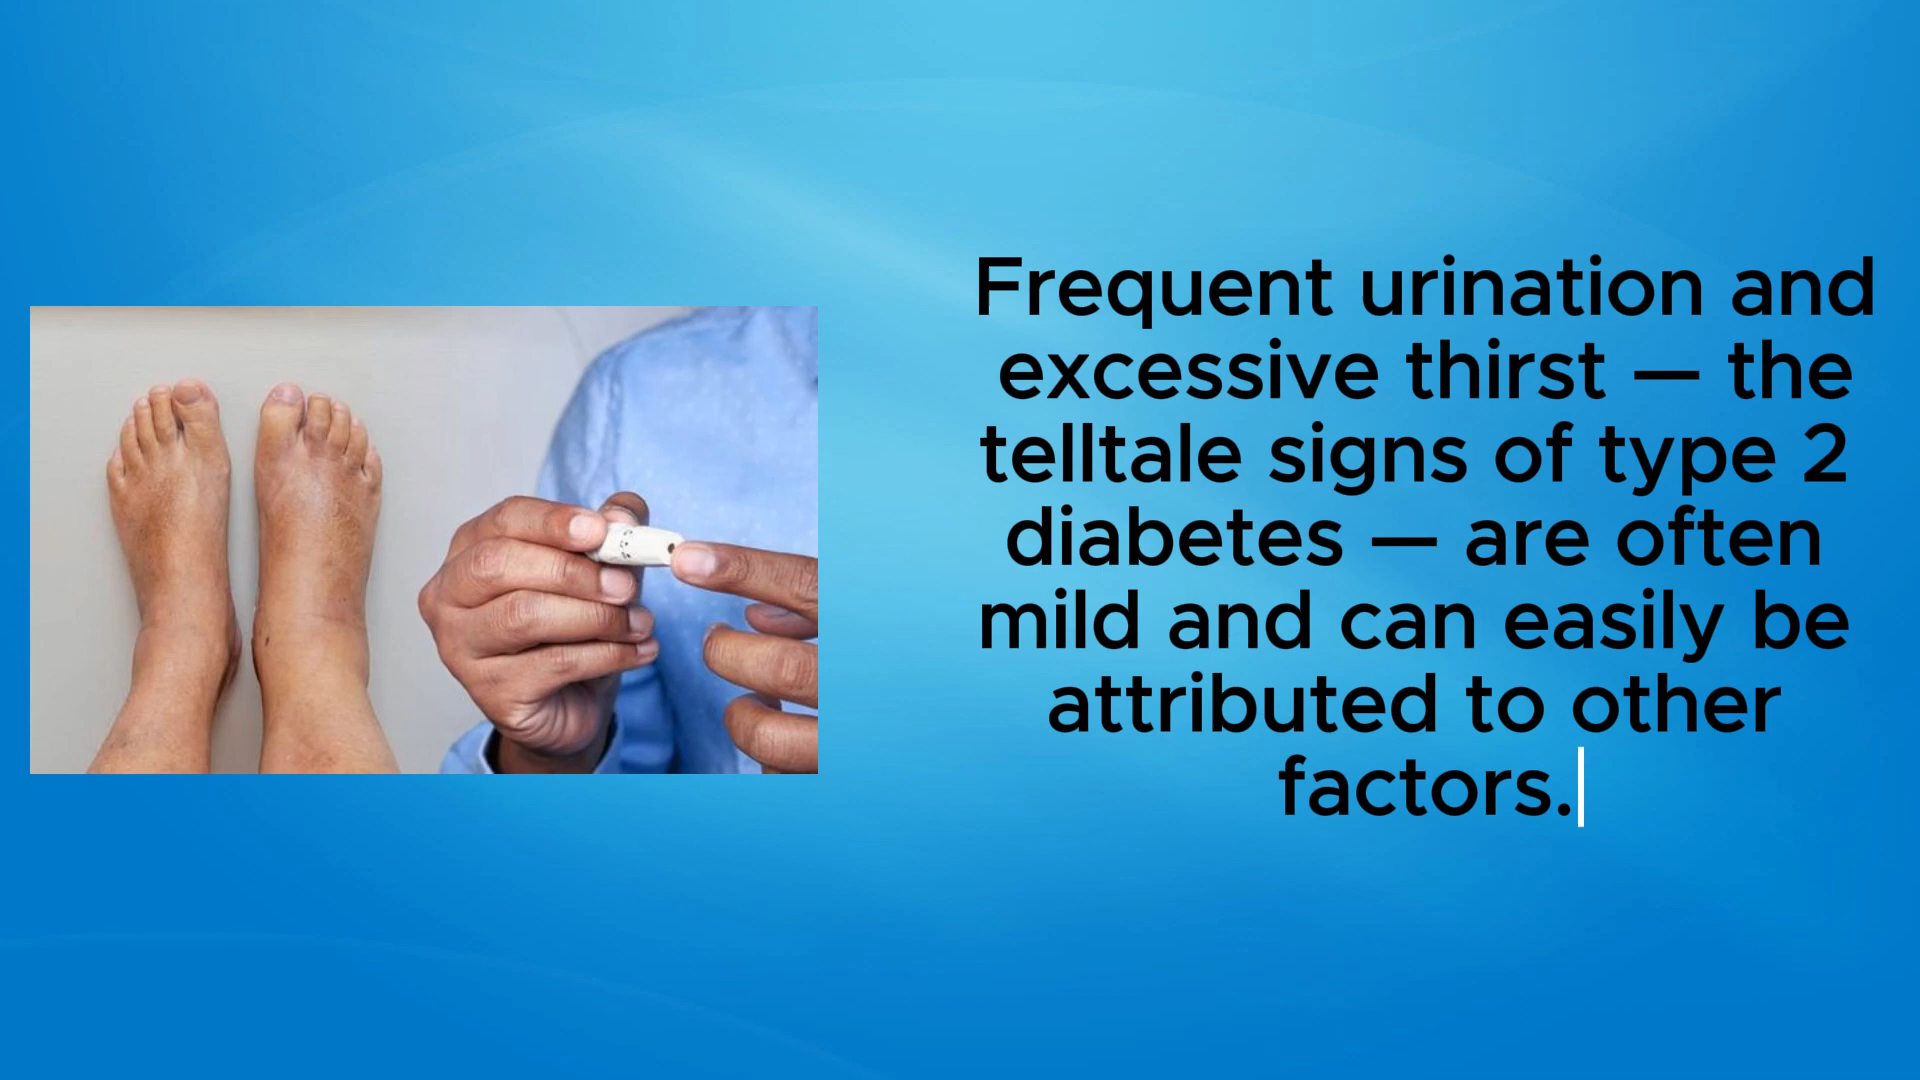 Frequent urination and
excessive thirst — the
telltale signs of type 2
diabetes — are often
mild and can easily be
attributed to other
factors.